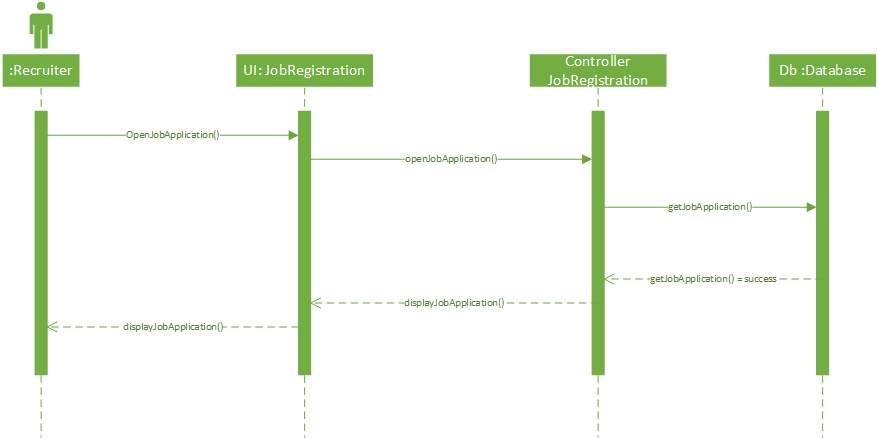 :Recruiter
UI: JobRegistration
Controller
JobRegistration
Db :Database
OpenJobApplication()
openJobApplication()
getJobApplication()
getJobApplication() = success
displayJobApplication()
displayJobApplication()